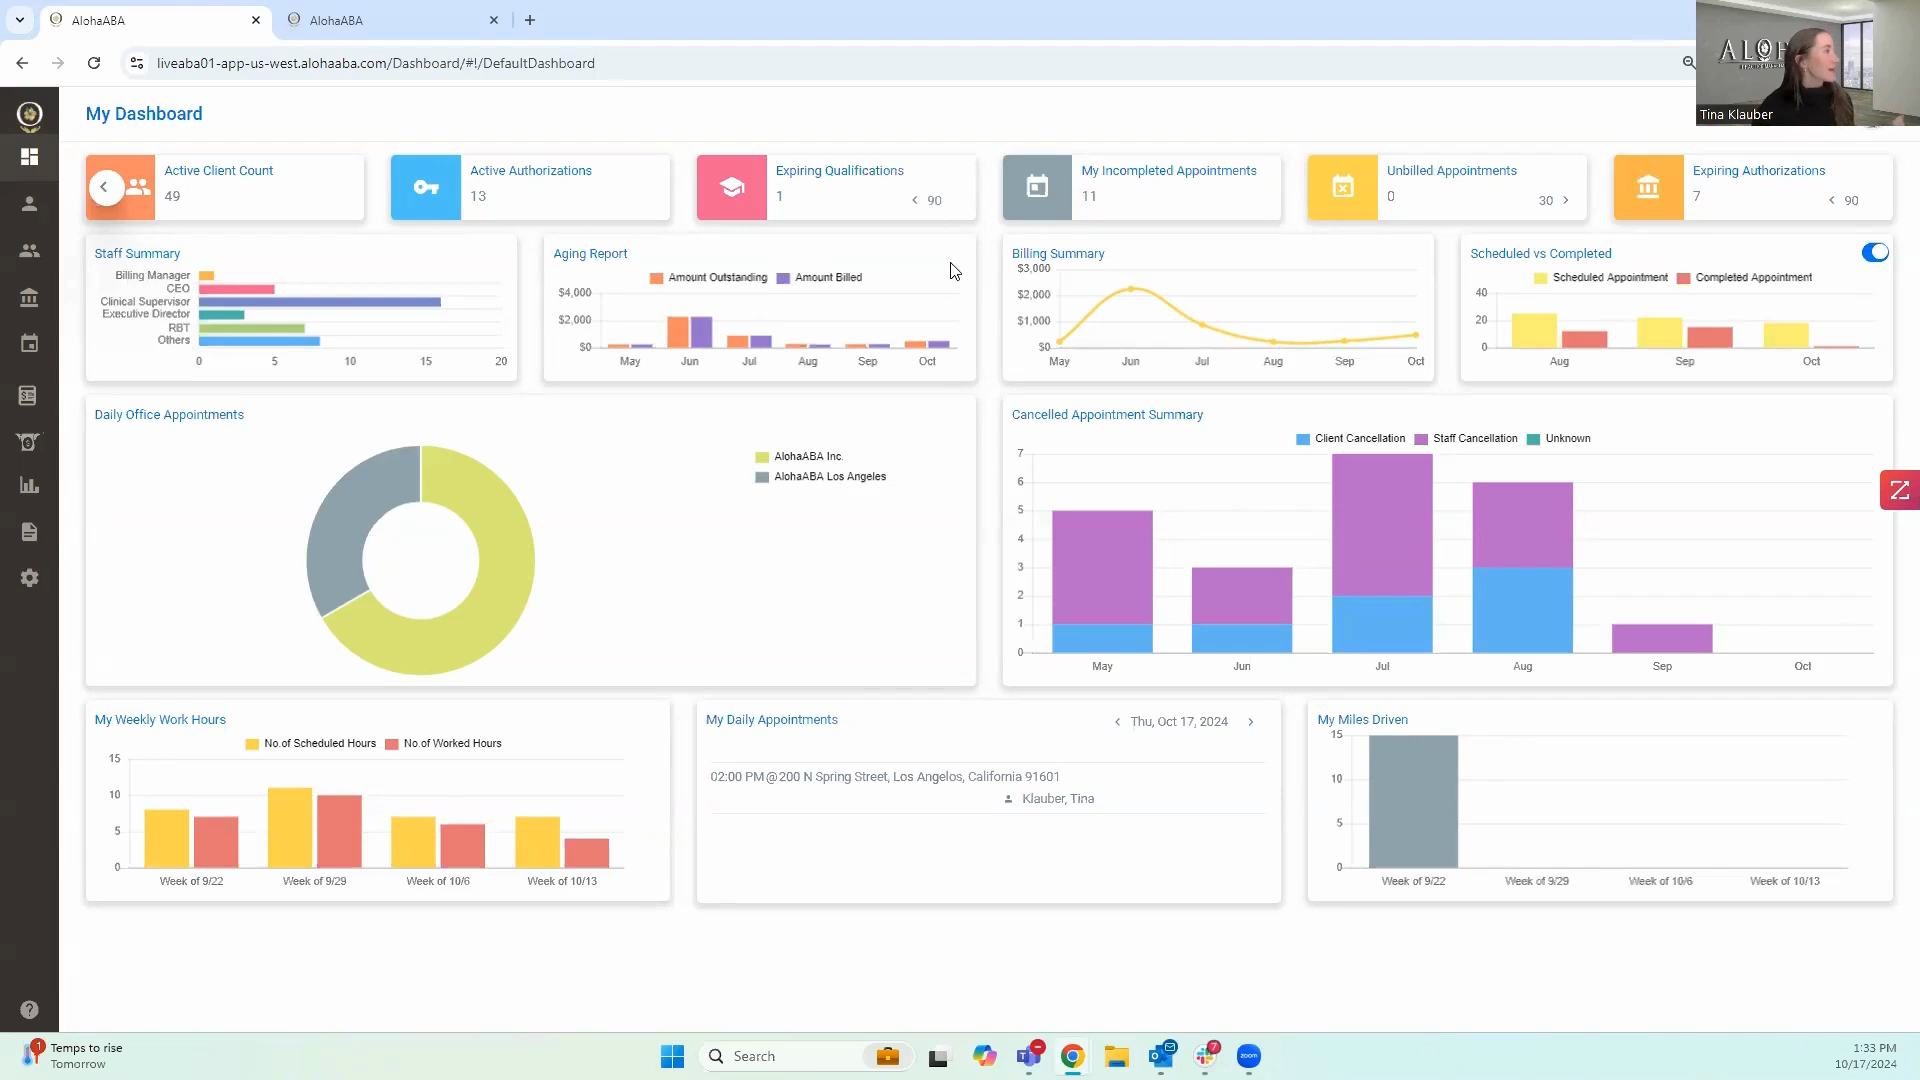 AlohaABA
AlohaABA
liveaba01-app-us-west.alohaaba.com/Dashboard/#!/DefaultDashboard
Tina Klauber
My Dashboard
Active Client Count
49
Active Authorizations
13
Expiring Qualifications
1
90
My Incompleted Appointments
11
Unbilled Appointments
0
30
Expiring Authorizations
7
90
Staff Summary
Billing Manager
CEO
Clinical Supervisor
Executive Director
RBT
Others
0 5 10 15 20
Aging Report
Amount Outstanding Amount Billed
$4,000
$2,000
$0
May Jun Jul Aug Sep Oct
Billing Summary
$3,000
$2,000
$1,000
$0
May Jun Jul Aug Sep Oct
Scheduled vs Completed
Scheduled Appointment Completed Appointment
40
20
0
Aug Sep Oct
Daily Office Appointments
AlohaABA Inc.
AlohaABA Los Angeles
Cancelled Appointment Summary
Client Cancellation Staff Cancellation Unknown
7
6
5
4
3
2
1
0
May Jun Jul Aug Sep Oct
My Weekly Work Hours
No.of Scheduled Hours No.of Worked Hours
15
10
5
0
Week of 9/22 Week of 9/29 Week of 10/6 Week of 10/13
My Daily Appointments
Thu, Oct 17, 2024
02:00 PM@200 N Spring Street, Los Angelos, California 91601
Klauber, Tina
My Miles Driven
15
10
5
0
Week of 9/22 Week of 9/29 Week of 10/6 Week of 10/13
1
Temps to rise
Tomorrow
Search
7
zoom
1:33 PM
10/17/2024